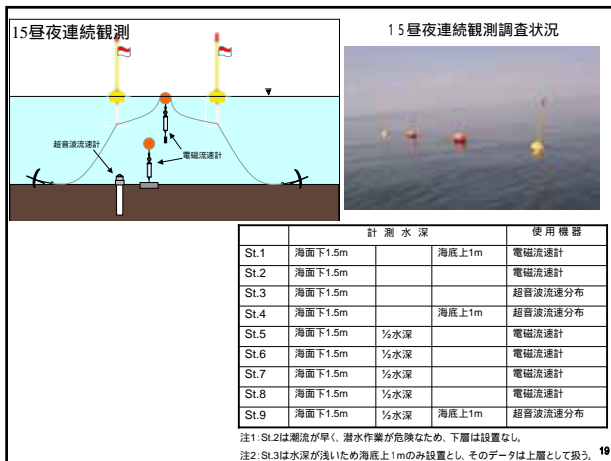 15昼夜連続観測
15昼夜連続観測調査状況
超音波流速計
電磁流速計
計 測 水 深 使用機器
St.1 海面下1.5m 海底上1m 電磁流速計
St.2 海面下1.5m 電磁流速計
St.3 海面下1.5m 超音波流速分布
St.4 海面下1.5m 海底上1m 超音波流速分布
St.5 海面下1.5m ½水深 電磁流速計
St.6 海面下1.5m ½水深 電磁流速計
St.7 海面下1.5m ½水深 電磁流速計
St.8 海面下1.5m ½水深 電磁流速計
St.9 海面下1.5m ½水深 海底上1m 超音波流速分布
注1:St.2は潮流が早く、潜水作業が危険なため、下層は設置なし。
注2:St.3は水深が浅いため海底上1mのみ設置とし、そのデータは上層として扱う。
19